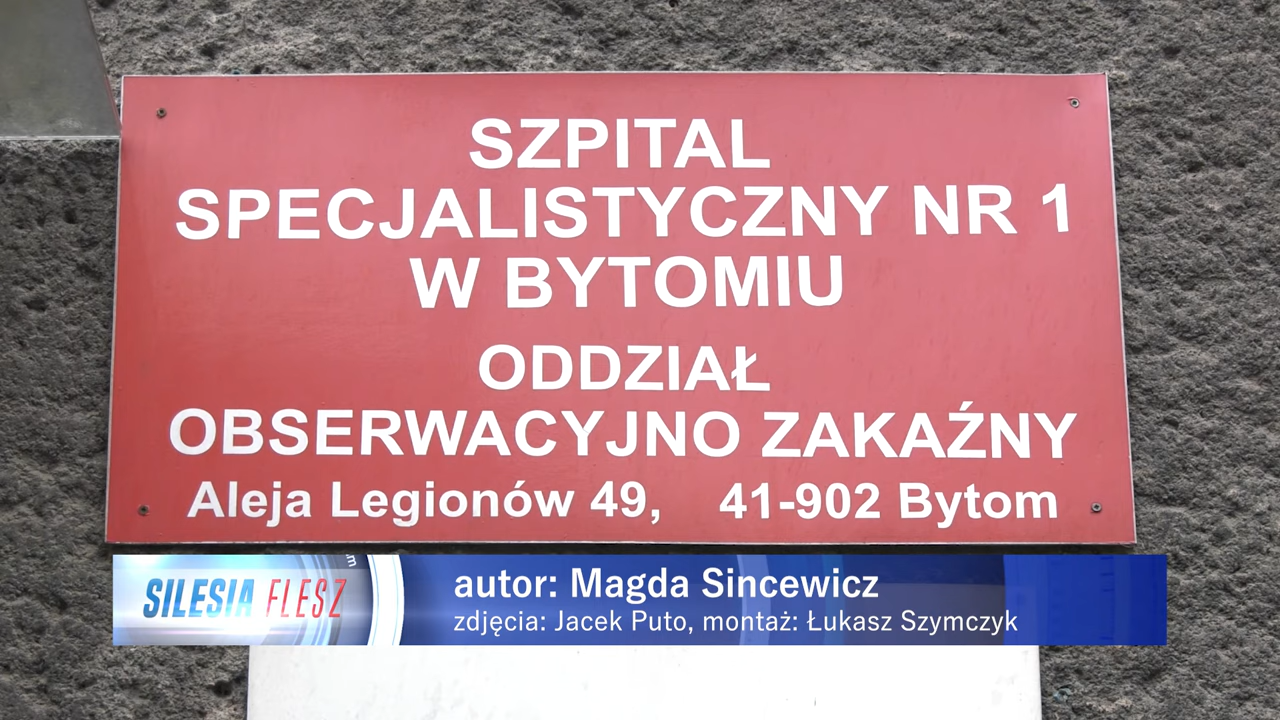 SZPITAL
SPECJALISTYCZNY NR 1
W BYTOMIU
ODDZIAŁ
OBSERWACYJNO ZAKAŹNY
Aleja Legionów 49, 41-902 Bytom
SILESIA FLESZ
autor: Magda Sincewicz
zdjęcia: Jacek Puto, montaż: Łukasz Szymczyk